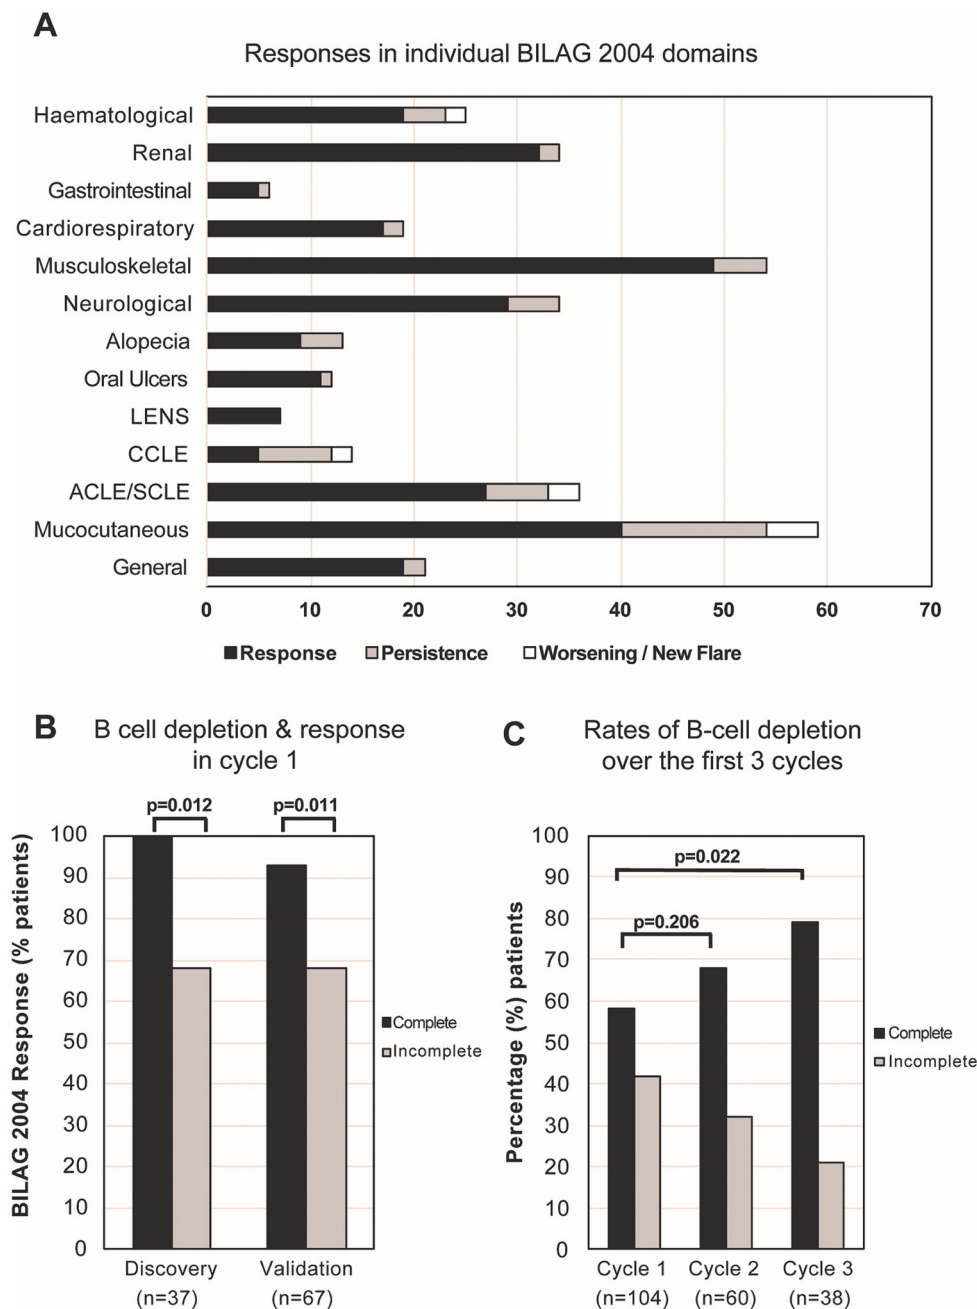 A
Responses in individual BILAG 2004 domains
Haematological
Renal
Gastrointestinal
Cardiorespiratory
Musculoskeletal
Neurological
Alopecia
Oral Ulcers
LENS
CCLE
ACLE/SCLE
Mucocutaneous
General
0 10 20 30 40 50 60 70
Response Persistence Worsening / New Flare
B
B cell depletion & response
in cycle 1
p=0.012 p=0.011
BILAG 2004 Response (% patients)
100
90
80
70
60
50
40
30
20
10
0
Complete
Incomplete
Discovery Validation
(n=37) (n=67)
C
Rates of B-cell depletion
over the first 3 cycles
p=0.022
p=0.206
Percentage (%) patients
100
90
80
70
60
50
40
30
20
10
0
Complete
Incomplete
Cycle 1 Cycle 2 Cycle 3
(n=104) (n=60) (n=38)